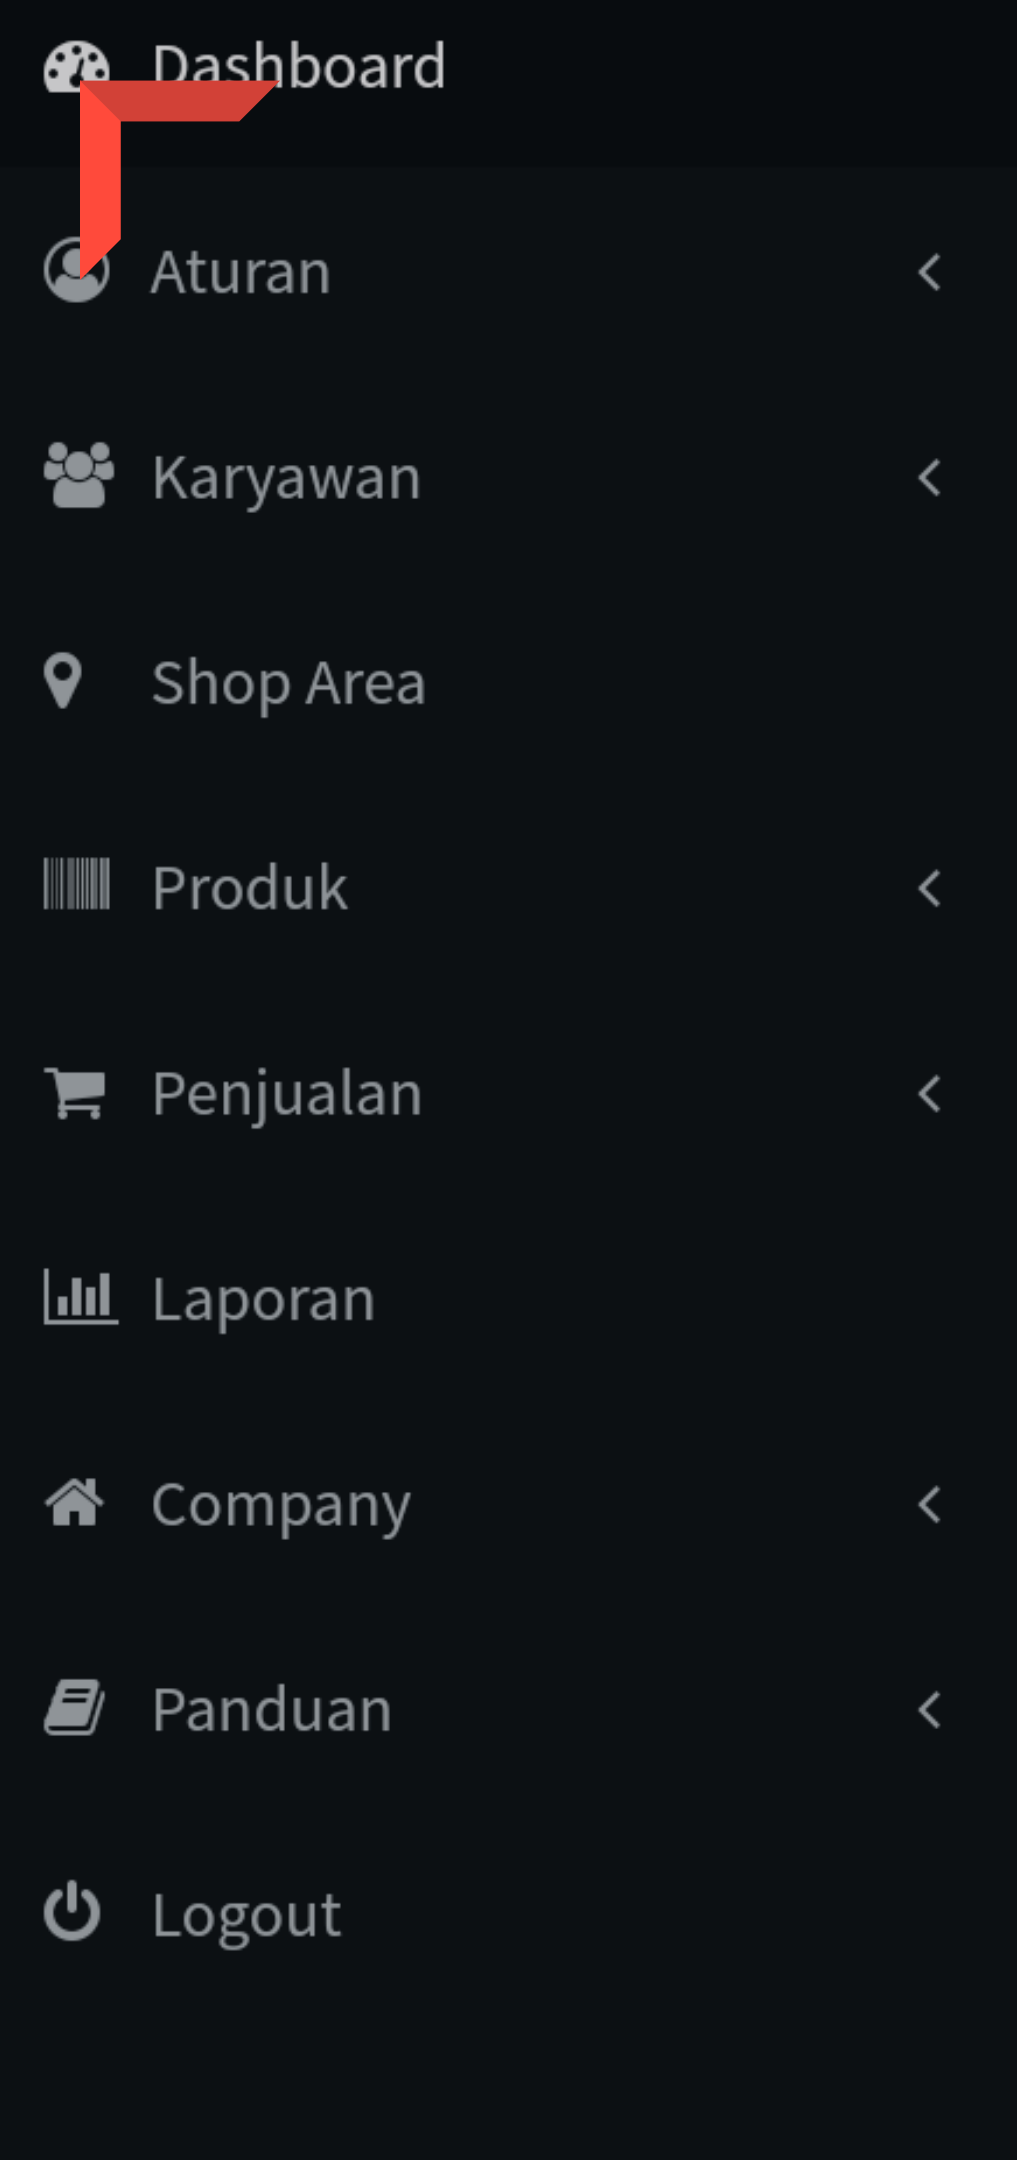 Dashboard
Aturan
Karyawan
Shop Area
Produk
Penjualan
Laporan
Company
Panduan
Logout